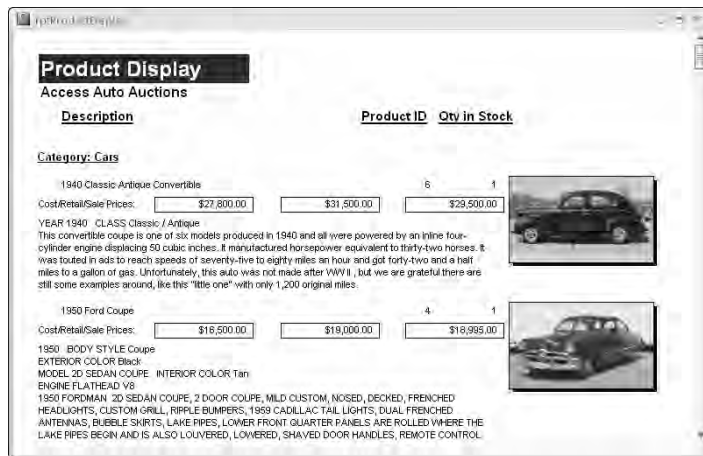 rptProductDisplay
Product Display
Access Auto Auctions
Description Product ID Qty in Stock
Category: Cars
1940 Classic Antique Convertible 6 1
Cost/Retail/Sale Prices: $27,800.00 $31,500.00 $29,500.00
YEAR 1940 CLASS Classic / Antique
This convertible coupe is one of six models produced in 1940 and all were powered by an inline four-
cylinder engine displacing 50 cubic inches. It manufactured horsepower equivalent to thirty-two horses. It
was touted in ads to reach speeds of seventy-five to eighty miles an hour and got forty-two and a half
miles to a gallon of gas. Unfortunately, this auto was not made after WW II , but we are grateful there are
still some examples around, like this "little one" with only 1,200 original miles.
1950 Ford Coupe 4 1
Cost/Retail/Sale Prices: $16,500.00 $19,000.00 $18,995.00
1950 BODY STYLE Coupe
EXTERIOR COLOR Black
MODEL 2D SEDAN COUPE INTERIOR COLOR Tan
ENGINE FLATHEAD V8
1950 FORDMAN 2D SEDAN COUPE, 2 DOOR COUPE, MILD CUSTOM, NOSED, DECKED, FRENCHED
HEADLIGHTS, CUSTOM GRILL, RIPPLE BUMPERS, 1959 CADILLAC TAIL LIGHTS, DUAL FRENCHED
ANTENNAS, BUBBLE SKIRTS, LAKE PIPES, LOWER FRONT QUARTER PANELS ARE ROLLED WHERE THE
LAKE PIPES BEGIN AND IS ALSO LOUVERED, LOWERED, SHAVED DOOR HANDLES, REMOTE CONTROL